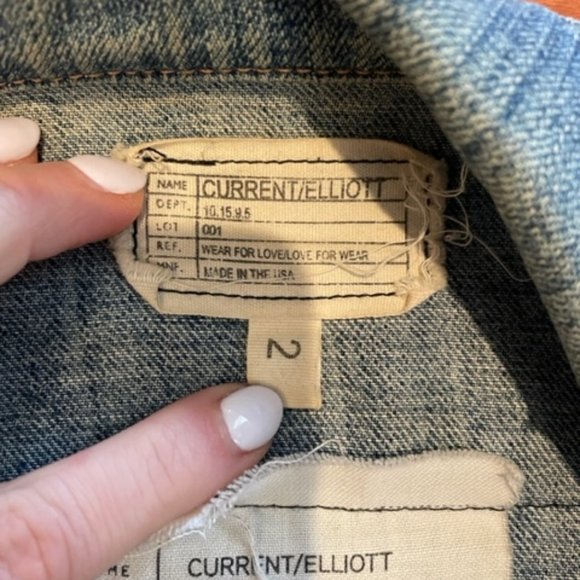 NAME CURRENT/ELLIOTT
DEPT. 10.15.9.5
LOT 001
REF. WEAR FOR LOVE/LOVE FOR WEAR
MNF. MADE IN THE USA
2
CURRENT/ELLIOTT